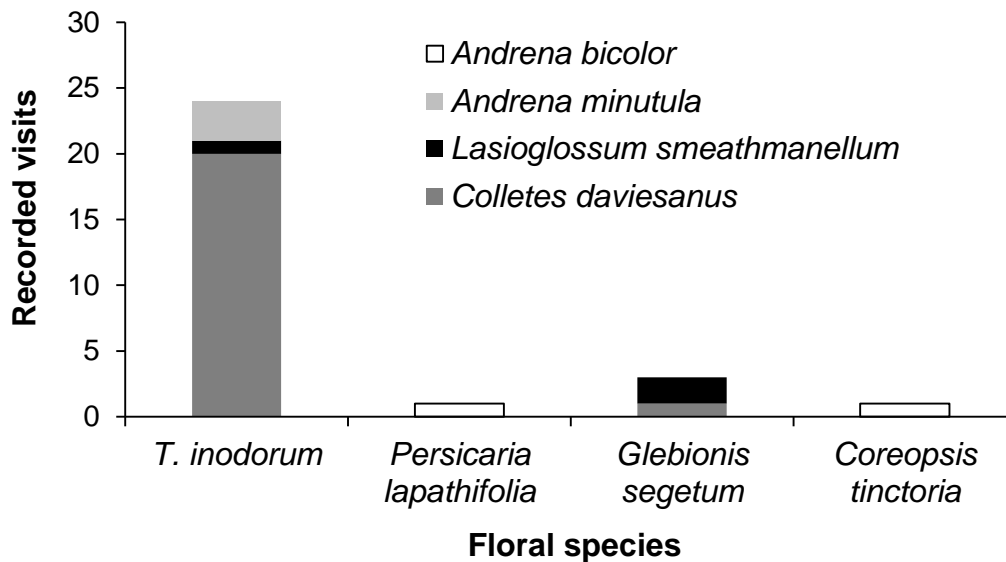 30
25
20
15
10
5
0
Recorded visits
Andrena bicolor
Andrena minutula
Lasioglossum smeathmanellum
Colletes daviesanus
T. inodorum
Persicaria
lapathifolia
Glebionis
segetum
Coreopsis
tinctoria
Floral species